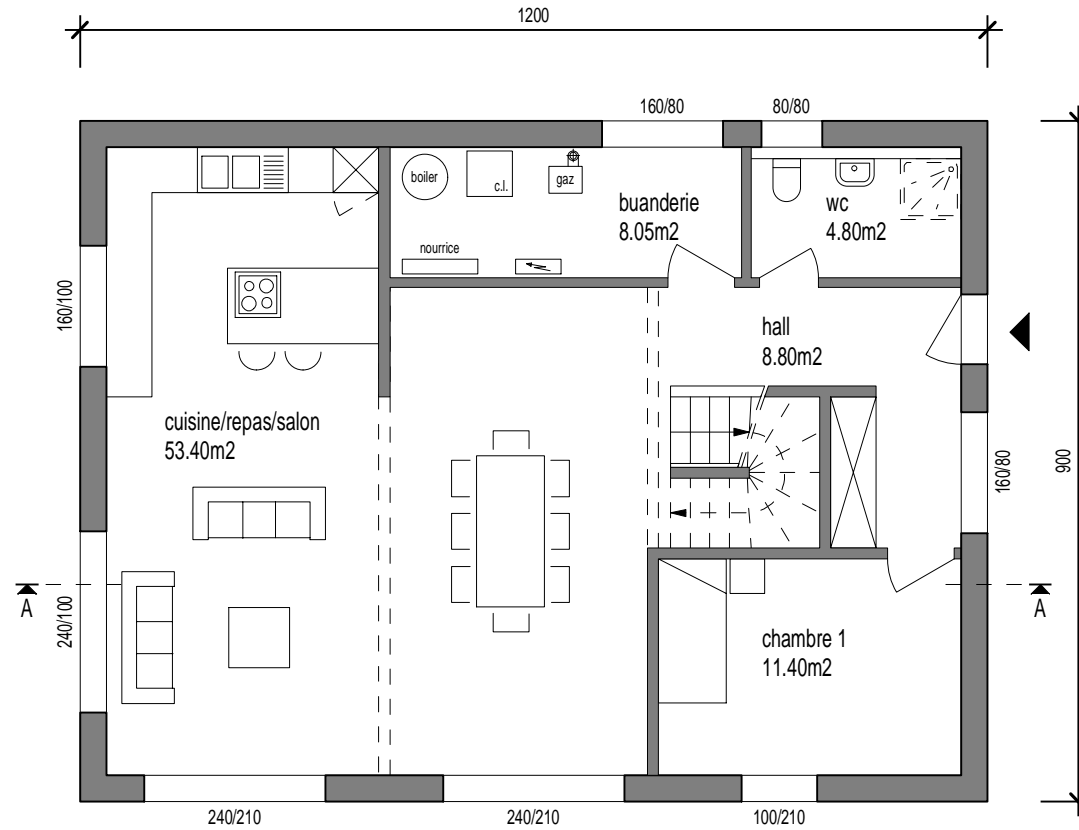 1200
160/80
80/80
900
boiler
c.l.
gaz
buanderie
8.05m2
wc
4.80m2
nourrice
160/100
hall
8.80m2
cuisine/repas/salon
53.40m2
160/80
A
A
240/100
chambre 1
11.40m2
240/210
240/210
100/210